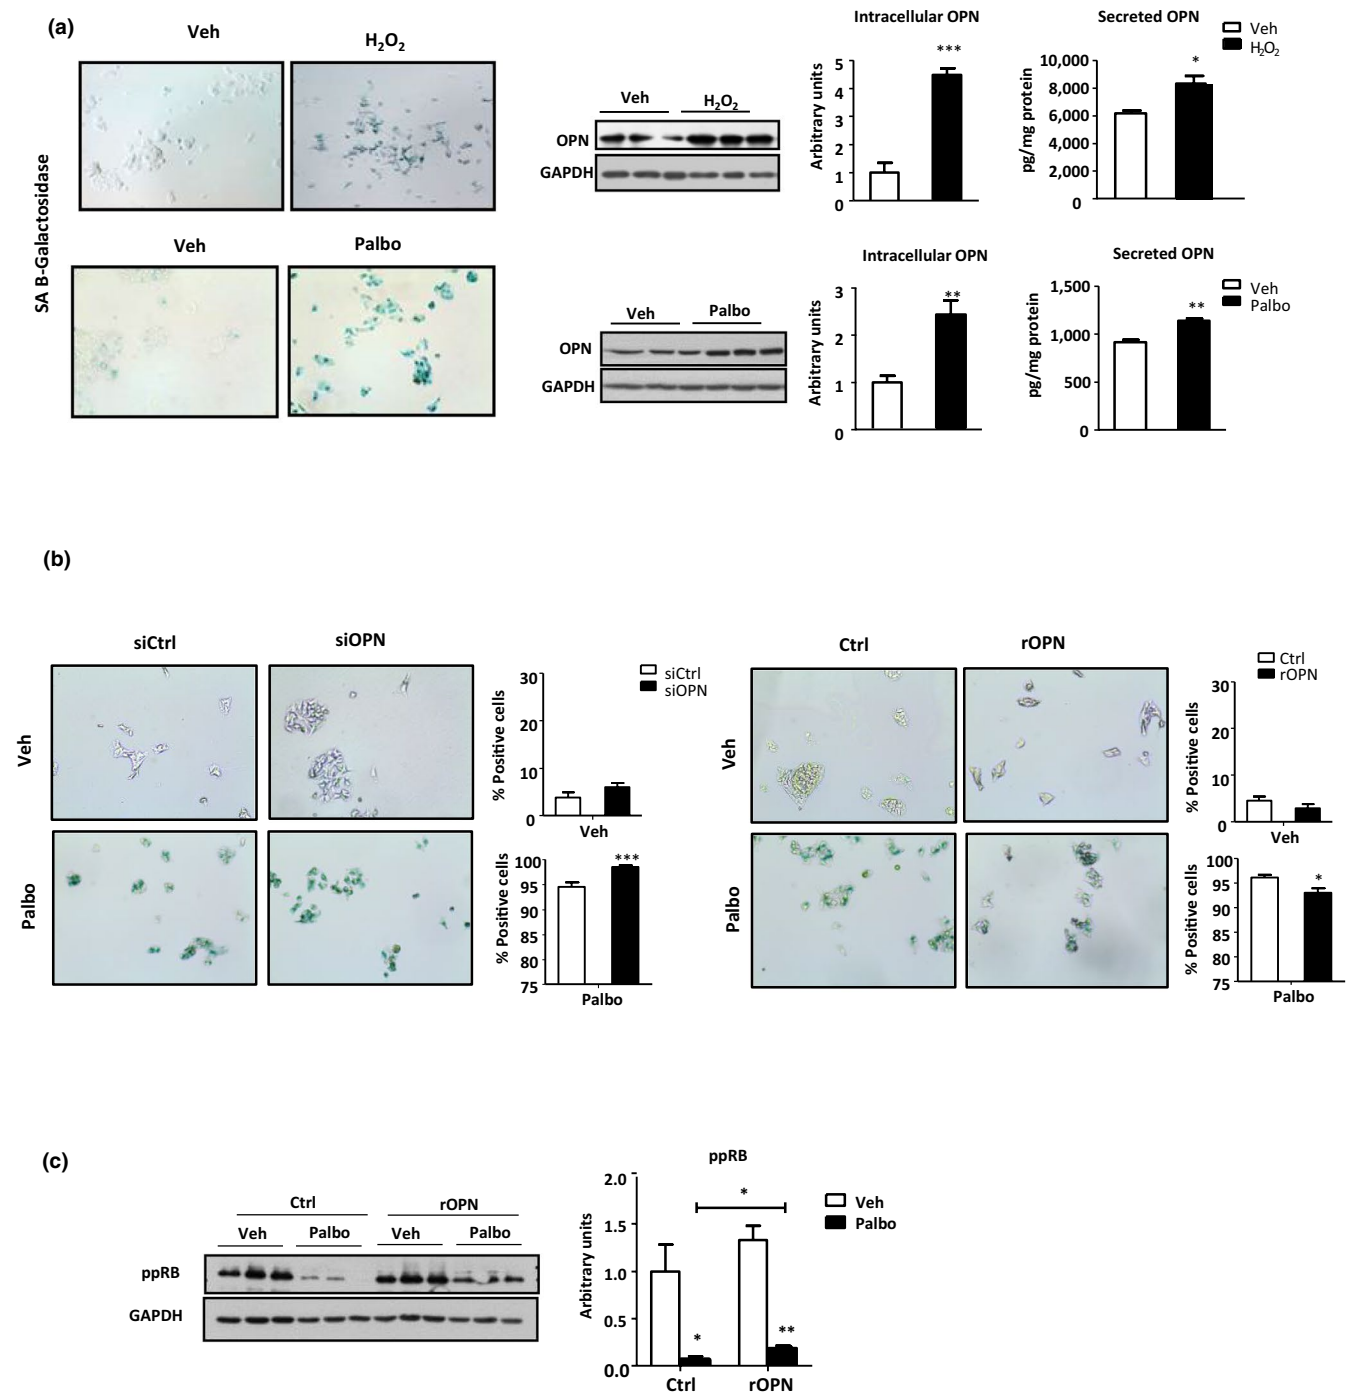 (a)
Veh
H2O2
SA B-Galactosidase
Veh
Palbo
Veh
H2O2
OPN
GAPDH
Intracellular OPN
Arbitrary units
5
4
3
2
1
0
***
Secreted OPN
pg/mg protein
10,000
8,000
6,000
4,000
2,000
0
*
Veh
H2O2
Veh
Palbo
OPN
GAPDH
Intracellular OPN
Arbitrary units
3
2
1
0
**
Secreted OPN
pg/mg protein
1,500
1,000
500
0
**
Veh
Palbo
(b)
siCtrl
siOPN
Veh
Palbo
% Positive cells
30
20
10
0
Veh
siCtrl
siOPN
% Positive cells
100
95
90
85
80
75
***
Palbo
Ctrl
rOPN
Veh
Palbo
% Positive cells
30
20
10
0
Veh
Ctrl
rOPN
% Positive cells
100
95
90
85
80
75
*
Palbo
(c)
Ctrl
rOPN
Veh
Palbo
Veh
Palbo
ppRB
GAPDH
ppRB
Arbitrary units
2.0
1.5
1.0
0.5
0.0
*
*
**
Ctrl
rOPN
Veh
Palbo